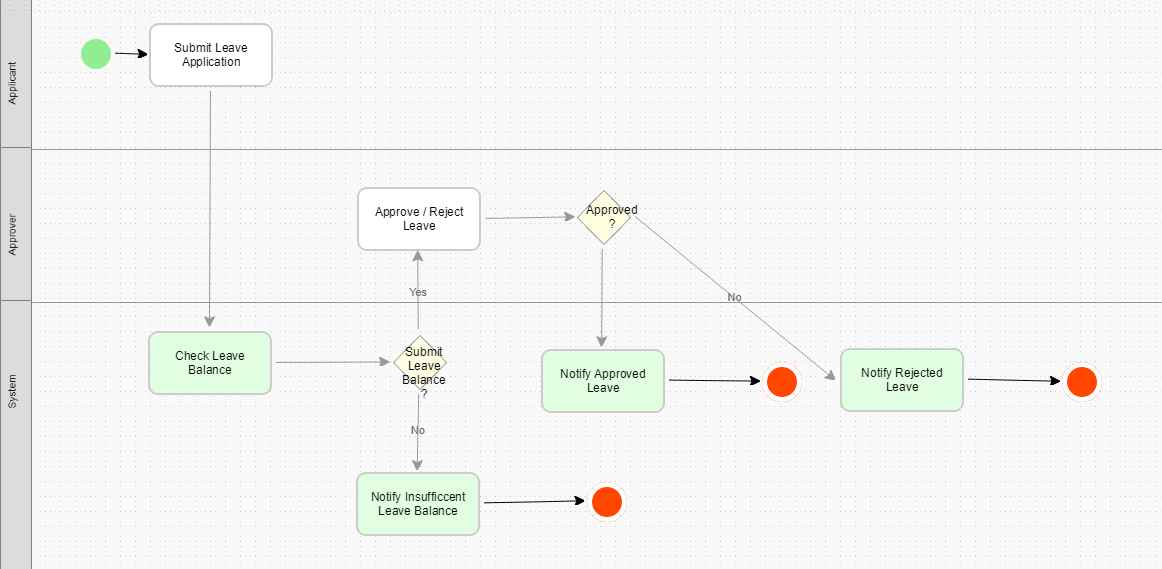 Applicant
Submit Leave
Application
Approver
Approve / Reject
Leave
Approved
?
Yes
No
System
Check Leave
Balance
Submit
Leave
Balance
?
Notify Approved
Leave
Notify Rejected
Leave
No
Notify Insufficcent
Leave Balance